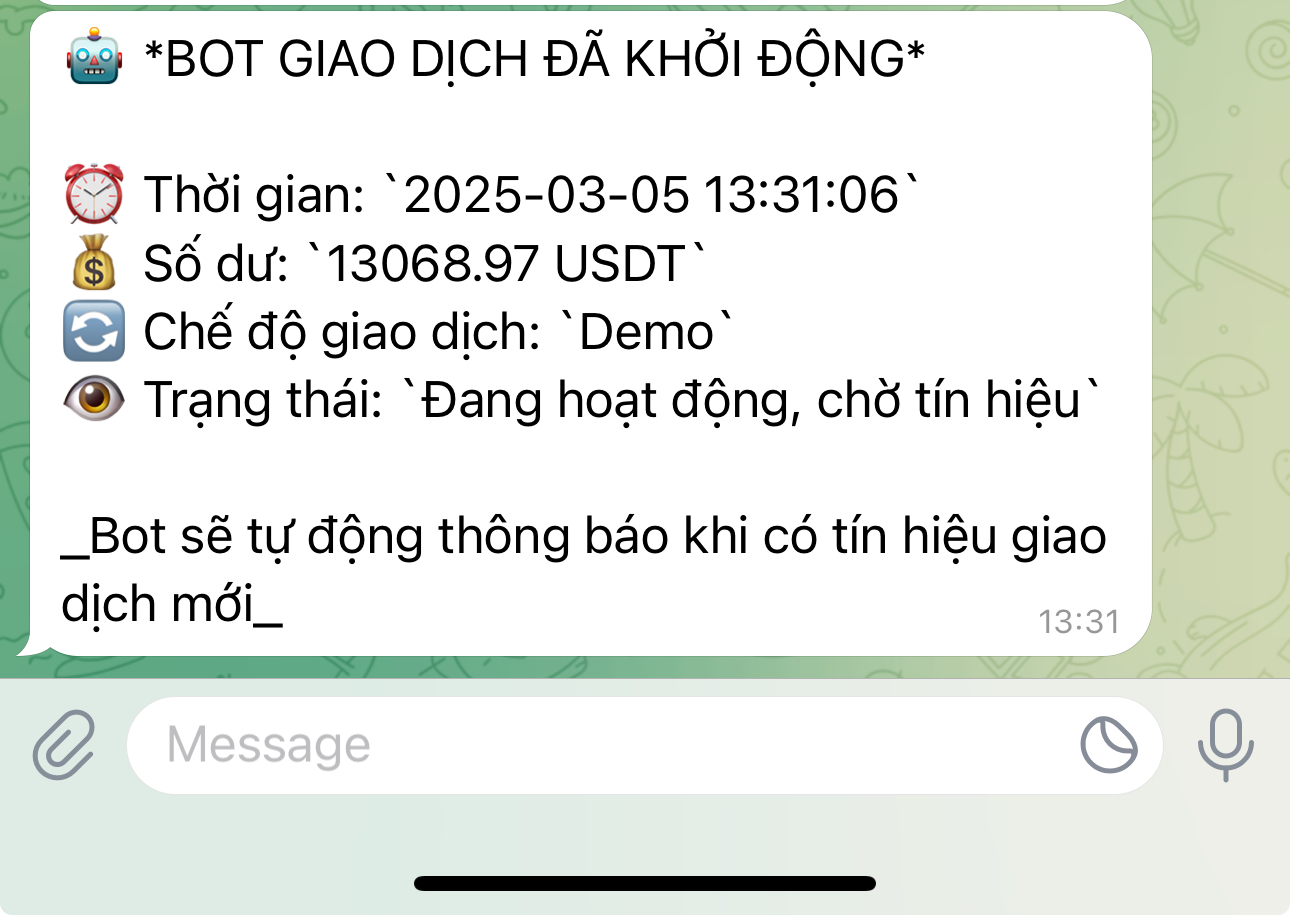 🤖 *BOT GIAO DỊCH ĐÃ KHỞI ĐỘNG*
⏰ Thời gian: `2025-03-05 13:31:06`
💰 Số dư: `13068.97 USDT`
🔄 Chế độ giao dịch: `Demo`
👁 Trạng thái: `Đang hoạt động, chờ tín hiệu`
_Bot sẽ tự động thông báo khi có tín hiệu giao
dịch mới_
13:31
Message